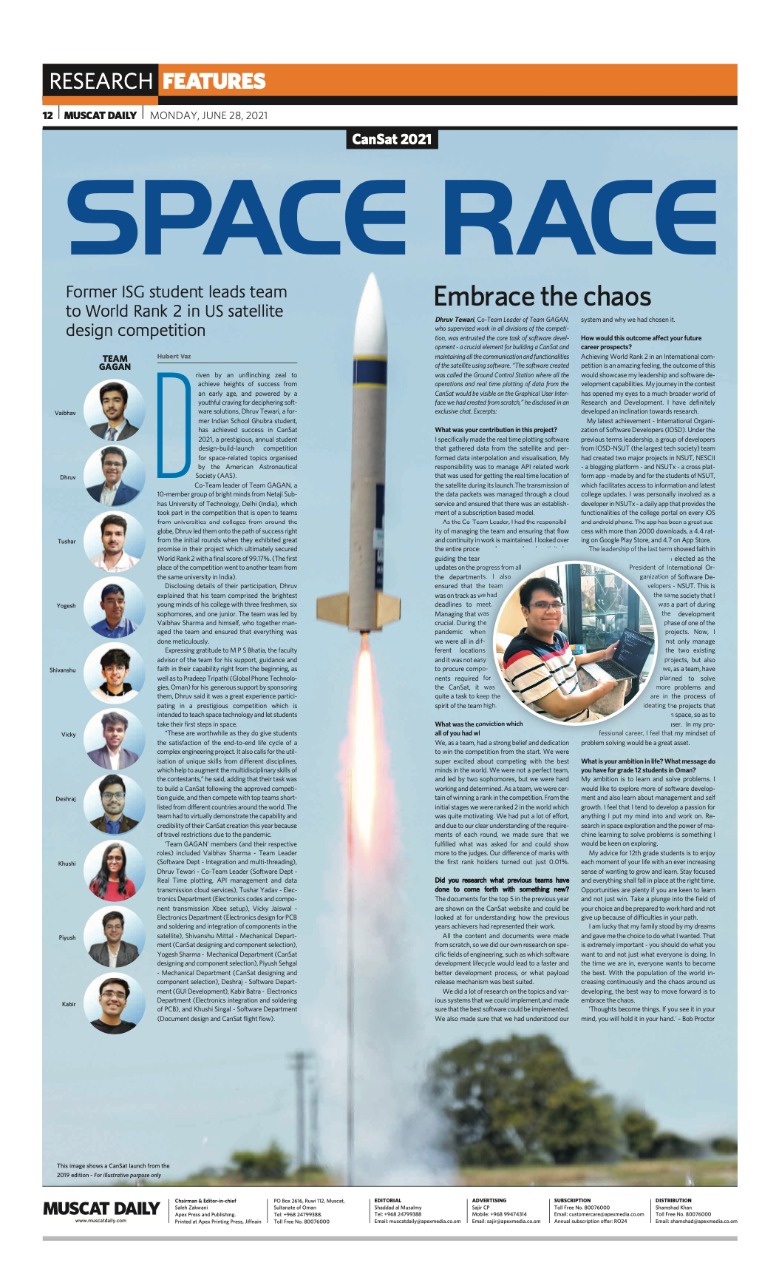 RESEARCH FEATURES
12 MUSCAT DAILY MONDAY, JUNE 28, 2021
CanSat 2021
SPACE RACE
Former ISG student leads team
to World Rank 2 in US satellite
design competition
TEAM
GAGAN
Vaibhav
Dhruv
Tushar
Yogesh
Shivanshu
Vicky
Deshraj
Khushi
Piyush
Kabir
Hubert Vaz
Driven by an unflinching zeal to
achieve heights of success from
an early age, and powered by a
youthful craving for deciphering soft-
ware solutions, Dhruv Tewari, a for-
mer Indian School Ghubra student,
has achieved success in CanSat
2021, a prestigious, annual student
design-build-launch competition
for space-related topics organised
by the American Astronautical
Society (AAS).
Co-Team leader of Team GAGAN, a
10-member group of bright minds from Netaji Sub-
has University of Technology, Delhi (India), which
took part in the competition that is open to teams
from universities and colleges from around the
globe, Dhruv led them onto the path of success right
from the initial rounds when they exhibited great
promise in their project which ultimately secured
World Rank 2 with a final score of 99.17%. (The first
place of the competition went to another team from
the same university in India).
Disclosing details of their participation, Dhruv
explained that his team comprised the brightest
young minds of his college with three freshmen, six
sophomores, and one junior. The team was led by
Vaibhav Sharma and himself, who together man-
aged the team and ensured that everything was
done meticulously.
Expressing gratitude to M P S Bhatia, the faculty
advisor of the team for his support, guidance and
faith in their capability right from the beginning, as
well as to Pradeep Tripathi (Global Phone Technolo-
gies, Oman) for his generous support by sponsoring
them, Dhruv said it was a great experience partici-
pating in a prestigious competition which is
intended to teach space technology and let students
take their first steps in space.
"These are worthwhile as they do give students
the satisfaction of the end-to-end life cycle of a
complex engineering project. It also calls for the util-
isation of unique skills from different disciplines,
which help to augment the multidisciplinary skills of
the contestants," he said, adding that their task was
to build a CanSat following the approved competi-
tion guide, and then compete with top teams short-
listed from different countries around the world. The
team had to virtually demonstrate the capability and
credibility of their CanSat creation this year because
of travel restrictions due to the pandemic.
'Team GAGAN' members (and their respective
roles) included Vaibhav Sharma - Team Leader
(Software Dept - Integration and multi-threading),
Dhruv Tewari - Co-Team Leader (Software Dept -
Real Time plotting, API management and data
transmission cloud services), Tushar Yadav - Elec-
tronics Department (Electronics codes and compo-
nent transmission Xbee setup), Vicky Jaiswal -
Electronics Department (Electronics design for PCB
and soldering and integration of components in the
satellite), Shivanshu Mittal - Mechanical Depart-
ment (CanSat designing and component selection),
Yogesh Sharma - Mechanical Department (CanSat
designing and component selection), Piyush Sehgal
- Mechanical Department (CanSat designing and
component selection), Deshraj - Software Depart-
ment (GUI Development), Kabir Batra - Electronics
Department (Electronics integration and soldering
of PCB), and Khushi Singal - Software Department
(Document design and CanSat flight flow).
Embrace the chaos
Dhruv Tewari, Co-Team Leader of Team GAGAN,
who supervised work in all divisions of the competi-
tion, was entrusted the core task of software devel-
opment - a crucial element for building a CanSat and
maintaining all the communication and functionalities
of the satellite using software. "The software created
was called the Ground Control Station where all the
operations and real time plotting of data from the
CanSat would be visible on the Graphical User Inter-
face we had created from scratch," he disclosed in an
exclusive chat. Excerpts:
What was your contribution in this project?
I specifically made the real time plotting software
that gathered data from the satellite and per-
formed data interpolation and visualisation. My
responsibility was to manage API related work
that was used for getting the real time location of
the satellite during its launch. The transmission of
the data packets was managed through a cloud
service and ensured that there was an establish-
ment of a subscription based model.
As the Co-Team Leader, I had the responsibil-
ity of managing the team and ensuring that flow
and continuity in work is maintained. I looked over
the entire proce
guiding the tear
updates on the progress from all
the departments. I also
ensured that the team
was on track as we had
deadlines to meet.
Managing that was
crucial. During the
pandemic when
we were all in dif-
ferent locations
and it was not easy
to procure compo-
nents required for
the CanSat, it was
quite a task to keep the
spirit of the team high.
What was the conviction which
all of you had wi
We, as a team, had a strong belief and dedication
to win the competition from the start. We were
super excited about competing with the best
minds in the world. We were not a perfect team,
and led by two sophomores, but we were hard
working and determined. As a team, we were cer-
tain of winning a rank in the competition. From the
initial stages we were ranked 2 in the world which
was quite motivating. We had put a lot of effort,
and due to our clear understanding of the require-
ments of each round, we made sure that we
fulfilled what was asked for and could show
more to the judges. Our difference of marks with
the first rank holders turned out just 0.01%.
Did you research what previous teams have
done to come forth with something new?
The documents for the top 5 in the previous year
are shown on the CanSat website and could be
looked at for understanding how the previous
years achievers had represented their work.
All the content and documents were made
from scratch, so we did our own research on spe-
cific fields of engineering, such as which software
development lifecycle would lead to a faster and
better development process, or what payload
release mechanism was best suited.
We did a lot of research on the topics and var-
ious systems that we could implement,and made
sure that the best software could be implemented.
We also made sure that we had understood our
system and why we had chosen it.
How would this outcome affect your future
career prospects?
Achieving World Rank 2 in an International com-
petition is an amazing feeling, the outcome of this
would showcase my leadership and software de-
velopment capabilities. My journey in the contest
has opened my eyes to a much broader world of
Research and Development. I have definitely
developed an inclination towards research.
My latest achievement - International Organi-
zation of Software Developers (IOSD). Under the
previous terms leadership, a group of developers
from IOSD-NSUT (the largest tech society) team
had created two major projects in NSUT, NESCII
- a blogging platform - and NSUTx - a cross plat-
form app - made by and for the students of NSUT,
which facilitates access to information and latest
college updates. I was personally involved as a
developer in NSUTx - a daily app that provides the
functionalities of the college portal on every iOS
and android phone. The app has been a great suc-
cess with more than 2000 downloads, a 4.4 rat-
ing on Google Play Store, and 4.7 on App Store.
The leadership of the last term showed faith in
elected as the
President of International Or-
ganization of Software De-
velopers - NSUT. This is
the same society that I
was a part of during
the development
phase of one of the
projects. Now, I
not only manage
the two existing
projects, but also
we, as a team, have
planned to solve
more problems and
are in the process of
ideating the projects that
n space, so as to
iser. In my pro-
fessional career, I feel that my mindset of
problem solving would be a great asset.
What is your ambition in life? What message do
you have for grade 12 students in Oman?
My ambition is to learn and solve problems. I
would like to explore more of software develop-
ment and also learn about management and self
growth. I feel that I tend to develop a passion for
anything I put my mind into and work on. Re-
search in space exploration and the power of ma-
chine learning to solve problems is something I
would be keen on exploring.
My advice for 12th grade students is to enjoy
each moment of your life with an ever increasing
sense of wanting to grow and learn. Stay focused
and everything shall fall in place at the right time.
Opportunities are plenty if you are keen to learn
and not just win. Take a plunge into the field of
your choice and be prepared to work hard and not
give up because of difficulties in your path.
I am lucky that my family stood by my dreams
and gave me the choice to do what I wanted. That
is extremely important - you should do what you
want to and not just what everyone is doing. In
the time we are in, everyone wants to become
the best. With the population of the world in-
creasing continuously and the chaos around us
developing, the best way to move forward is to
embrace the chaos.
'Thoughts become things. If you see it in your
mind, you will hold it in your hand.' - Bob Proctor
This image shows a CanSat launch from the
2019 edition - For illustrative purpose only
MUSCAT DAILY
www.muscatdaily.com
Chairman & Editor-in-chief
Saleh Zakwani
Apex Press and Publishing.
Printed at Apex Printing Press, Jiffnain
PO Box 2616, Ruwi 112, Muscat,
Sultanate of Oman
Tel: +968 24799388
Toll Free No. 80076000
EDITORIAL
Shaddad al Musalmy
Tel: +968 24799388
Email: muscatdaily@apexmedia.co.om
ADVERTISING
Sajir CP
Mobile: +968 99474314
Email: sajir@apexmedia.co.om
SUBSCRIPTION
Toll Free No. 80076000
Email: customercare@apexmedia.co.om
Annual subscription offer: RO24
DISTRIBUTION
Shamshad Khan
Toll Free No. 80076000
Email: shamshad@apexmedia.co.om